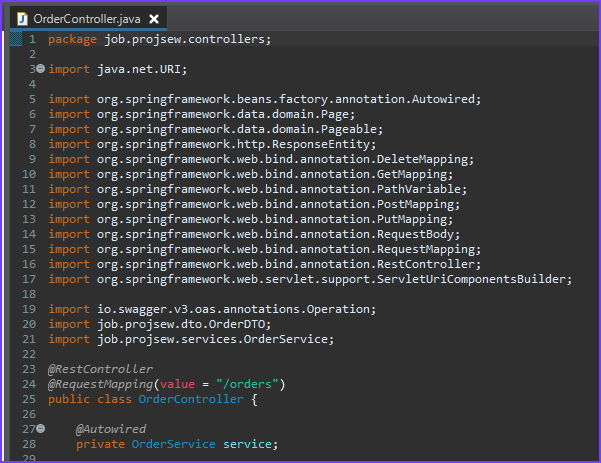 OrderController.java
1 package job.projsew.controllers;
2
3 import java.net.URI;
4
5 import org.springframework.beans.factory.annotation.Autowired;
6 import org.springframework.data.domain.Page;
7 import org.springframework.data.domain.Pageable;
8 import org.springframework.http.ResponseEntity;
9 import org.springframework.web.bind.annotation.DeleteMapping;
10 import org.springframework.web.bind.annotation.GetMapping;
11 import org.springframework.web.bind.annotation.PathVariable;
12 import org.springframework.web.bind.annotation.PostMapping;
13 import org.springframework.web.bind.annotation.PutMapping;
14 import org.springframework.web.bind.annotation.RequestBody;
15 import org.springframework.web.bind.annotation.RequestMapping;
16 import org.springframework.web.bind.annotation.RestController;
17 import org.springframework.web.servlet.support.ServletUriComponentsBuilder;
18
19 import io.swagger.v3.oas.annotations.Operation;
20 import job.projsew.dto.OrderDTO;
21 import job.projsew.services.OrderService;
22
23 @RestController
24 @RequestMapping(value = "/orders")
25 public class OrderController {
26
27 @Autowired
28 private OrderService service;
29